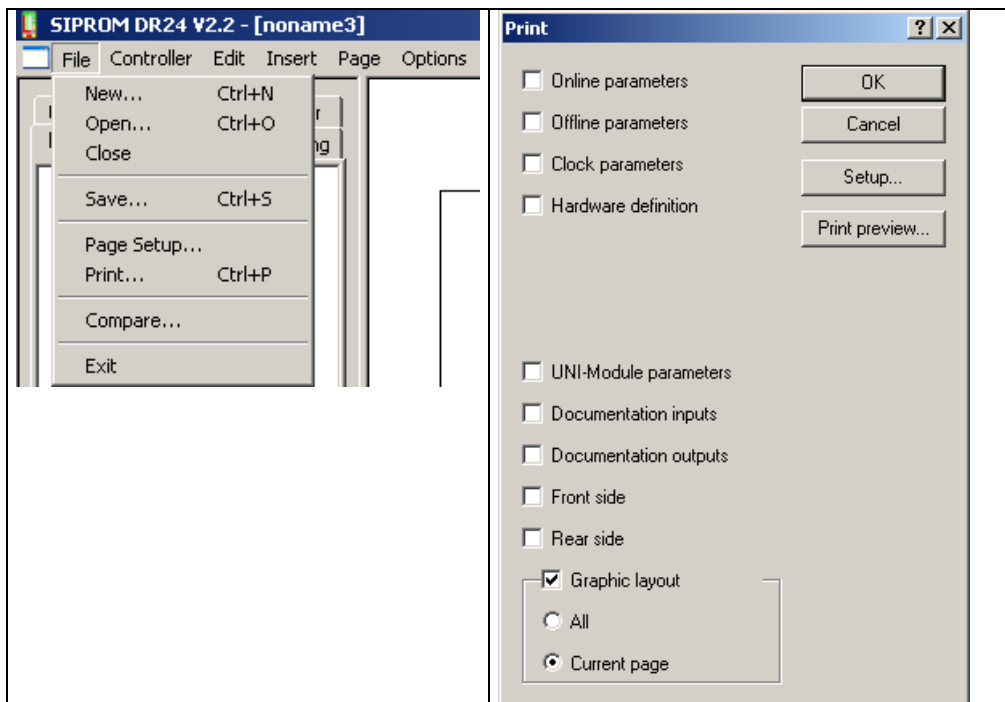 SIPROM DR24 V2.2 - [noname3]
File Controller Edit Insert Page Options
New... Ctrl+N
Open... Ctrl+O
Close
Save... Ctrl+S
Page Setup...
Print... Ctrl+P
Compare...
Exit
r
ng
Print
Online parameters
Offline parameters
Clock parameters
Hardware definition
OK
Cancel
Setup...
Print preview...
UNI-Module parameters
Documentation inputs
Documentation outputs
Front side
Rear side
Graphic layout
All
Current page